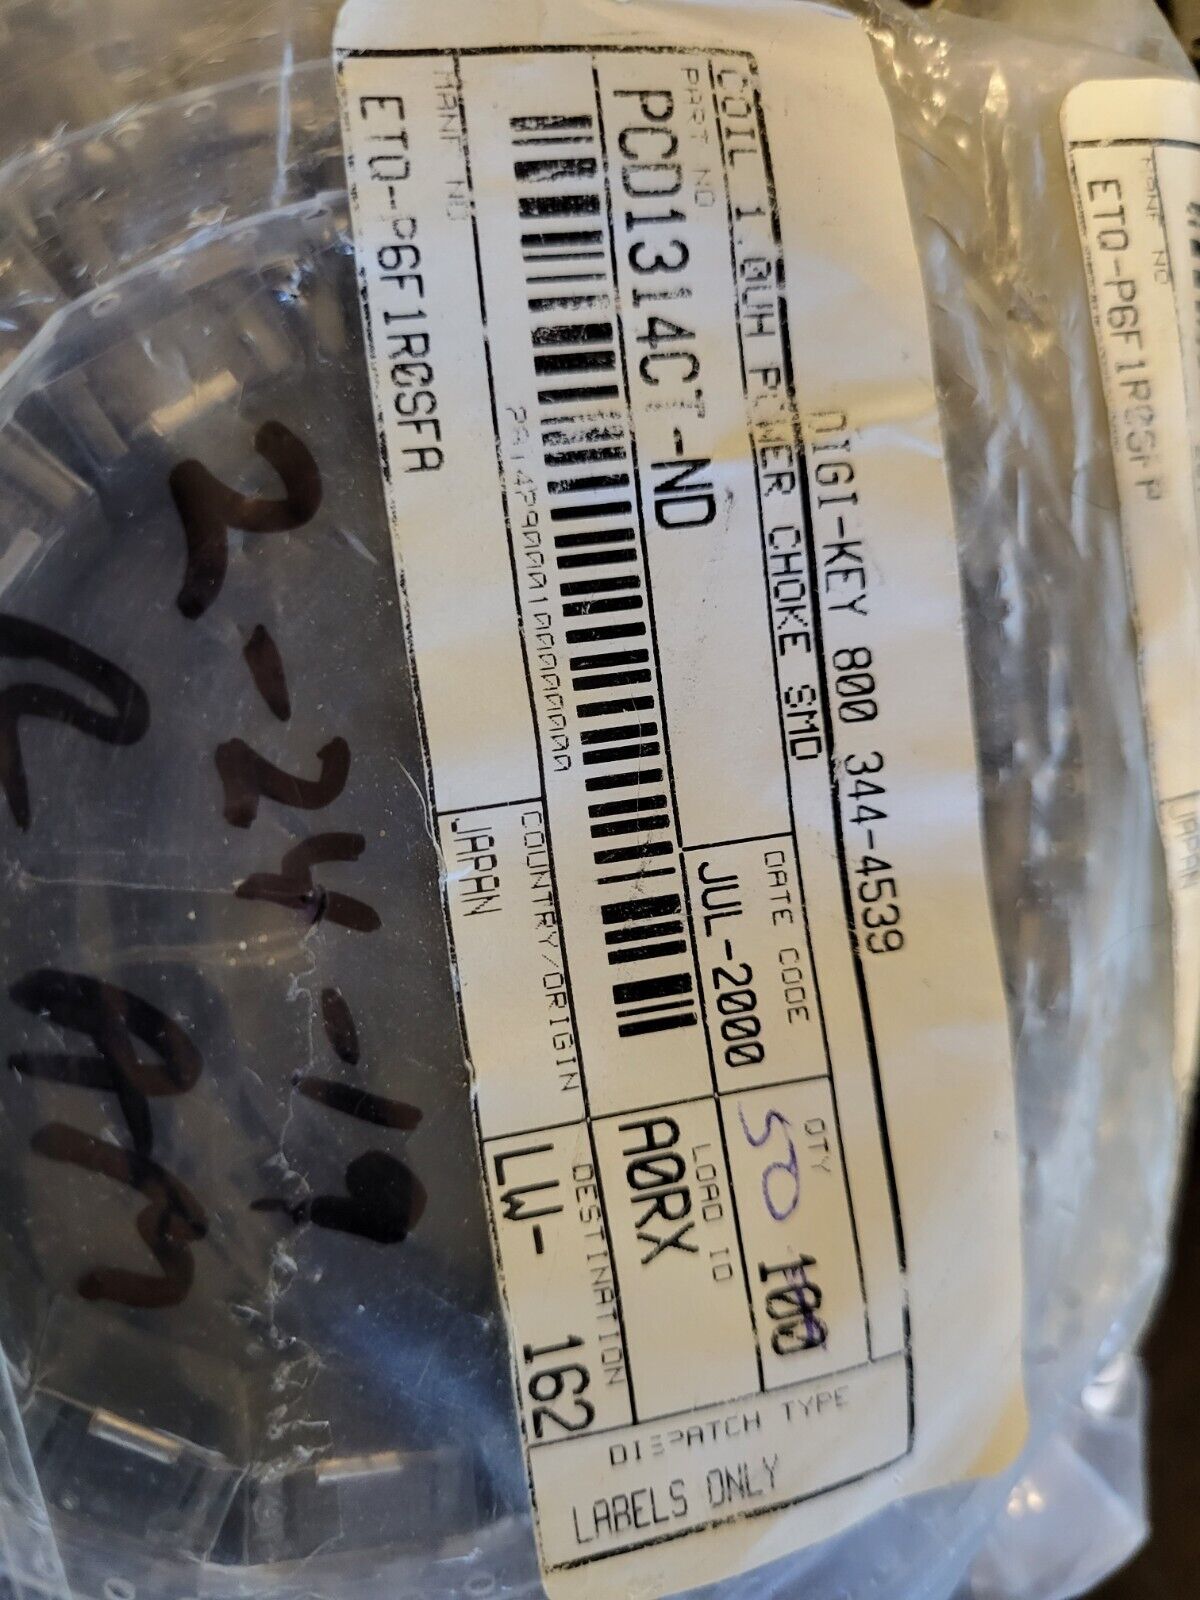 DIGI-KEY 800 344-4539
COIL 1.0UH POWER CHOKE SMD
PART NO
PCD1314CT-ND
DATE CODE
JUL-2000
QTY
50 100
LOAD ID
A0RX
DISPATCH TYPE
LABELS ONLY
MANF NO
ETQ-P6F1R0SFA
COUNTRY/ORIGIN
JAPAN
DESTINATION
LW- 162
2-24-19
MANF NO
JAPAN